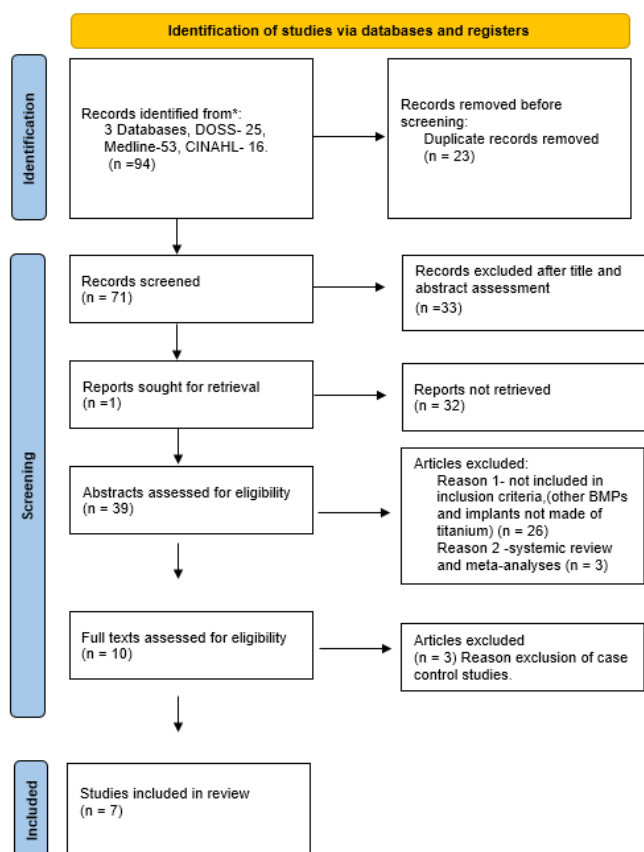 Identification of studies via databases and registers
Identification
Records identified from*:
3 Databases, DOSS- 25,
Medline-53, CINAHL- 16.
(n =94)
Records removed before
screening:
Duplicate records removed
(n = 23)
Screening
Records screened
(n = 71)
Records excluded after title and
abstract assessment
(n =33)
Reports sought for retrieval
(n =1)
Reports not retrieved
(n = 32)
Abstracts assessed for eligibility
(n = 39)
Articles excluded:
Reason 1- not included in
inclusion criteria,(other BMPs
and implants not made of
titanium) (n = 26)
Reason 2 -systemic review
and meta-analyses (n = 3)
Full texts assessed for eligibility
(n = 10)
Articles excluded
(n = 3) Reason exclusion of case
control studies.
Included
Studies included in review
(n = 7)